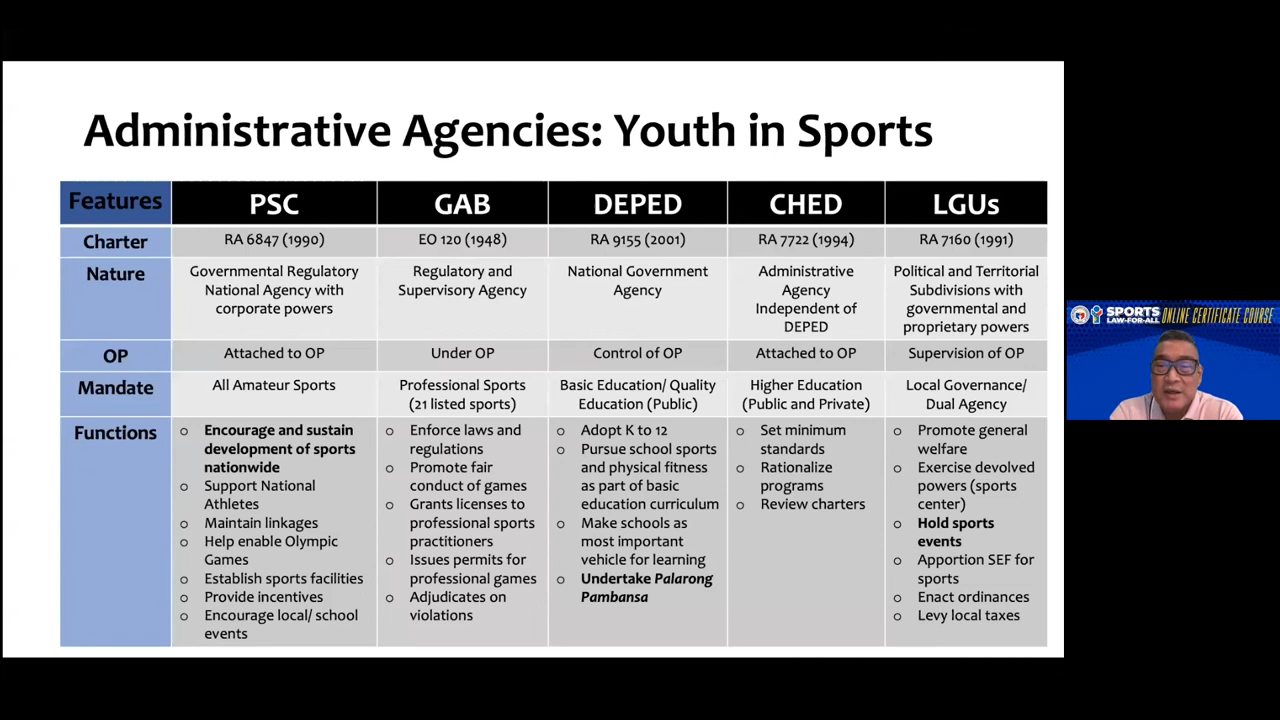 Administrative Agencies: Youth in Sports
Features
PSC
GAB
DEPED
CHED
LGUs
Charter
RA 6847 (1990)
EO 120 (1948)
RA 9155 (2001)
RA 7722 (1994)
RA 7160 (1991)
Nature
Governmental Regulatory
National Agency with
corporate powers
Regulatory and
Supervisory Agency
National Government
Agency
Administrative
Agency
Independent of
DEPED
Political and Territorial
Subdivisions with
governmental and
proprietary powers
OP
Attached to OP
Under OP
Control of OP
Attached to OP
Supervision of OP
Mandate
All Amateur Sports
Professional Sports
(21 listed sports)
Basic Education/ Quality
Education (Public)
Higher Education
(Public and Private)
Local Governance/
Dual Agency
Functions
o Encourage and sustain
development of sports
nationwide
o Support National
Athletes
o Maintain linkages
o Help enable Olympic
Games
o Establish sports facilities
o Provide incentives
o Encourage local/ school
events
o Enforce laws and
regulations
o Promote fair
conduct of games
o Grants licenses to
professional sports
practitioners
o Issues permits for
professional games
o Adjudicates on
violations
o Adopt K to 12
o Pursue school sports
and physical fitness
as part of basic
education curriculum
o Make schools as
most important
vehicle for learning
o Undertake Palarong
Pambansa
o Set minimum
standards
o Rationalize
programs
o Review charters
o Promote general
welfare
o Exercise devolved
powers (sports
center)
o Hold sports
events
o Apportion SEF for
sports
o Enact ordinances
o Levy local taxes
SPORTS
LAW-FOR-ALL
ONLINE CERTIFICATE COURSE